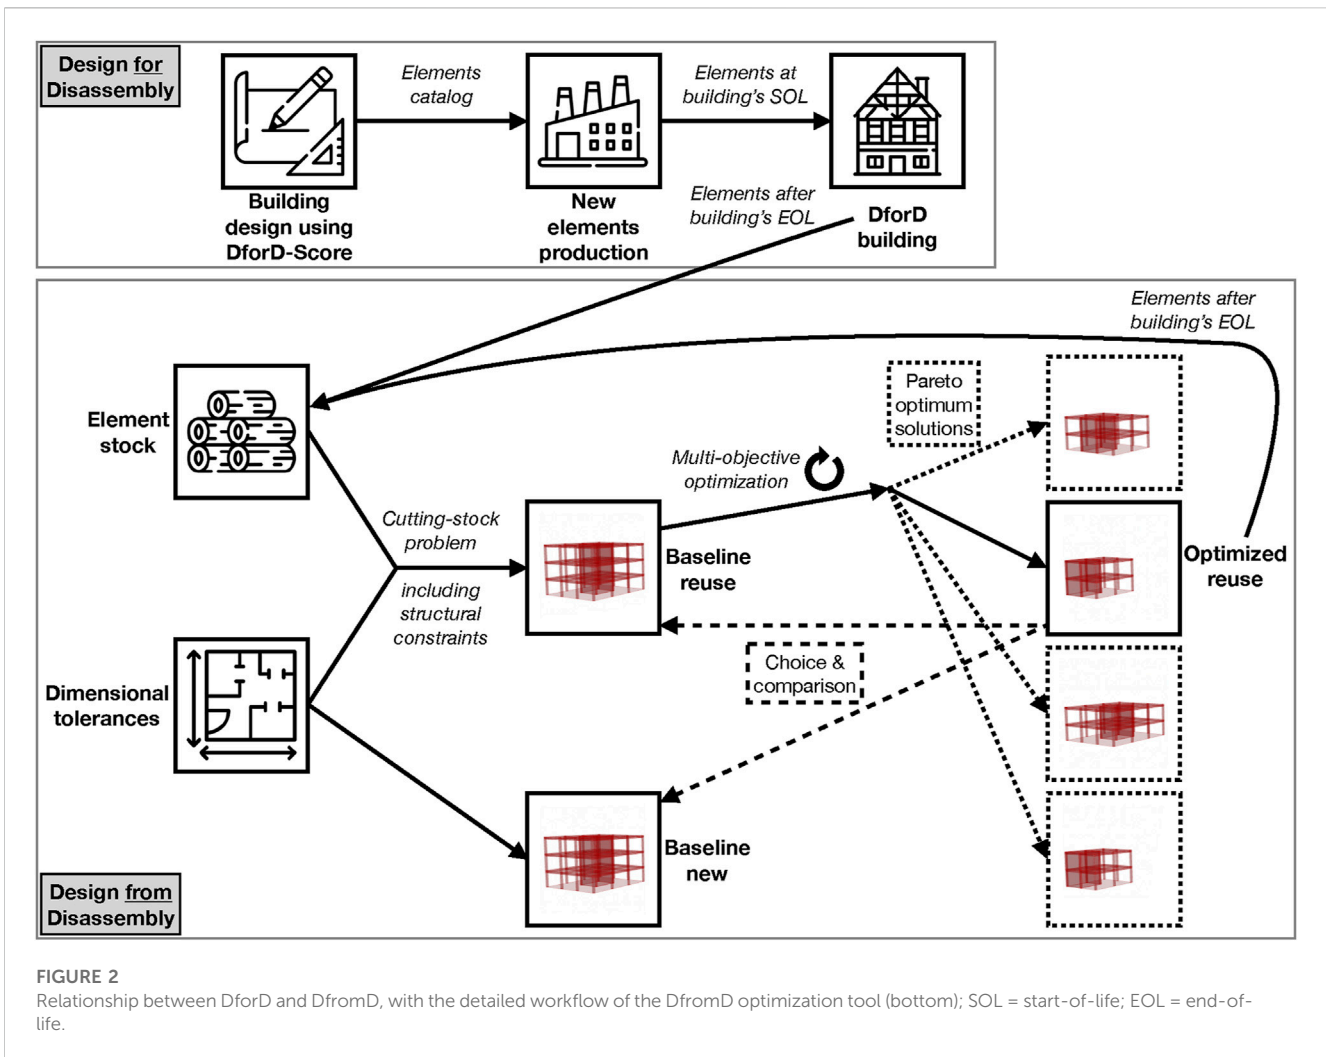 Design for
Disassembly
Elements
catalog
Elements at
building's SOL
Building
design using
DforD-Score
New
elements
production
Elements after
building's EOL
DforD
building
Elements after
building's EOL
Element
stock
Pareto
optimum
solutions
Multi-objective
optimization
Cutting-stock
problem
including
structural
constraints
Baseline
reuse
Optimized
reuse
Choice &
comparison
Dimensional
tolerances
Baseline
new
Design from
Disassembly
FIGURE 2
Relationship between DforD and DfromD, with the detailed workflow of the DfromD optimization tool (bottom); SOL = start-of-life; EOL = end-of-
life.